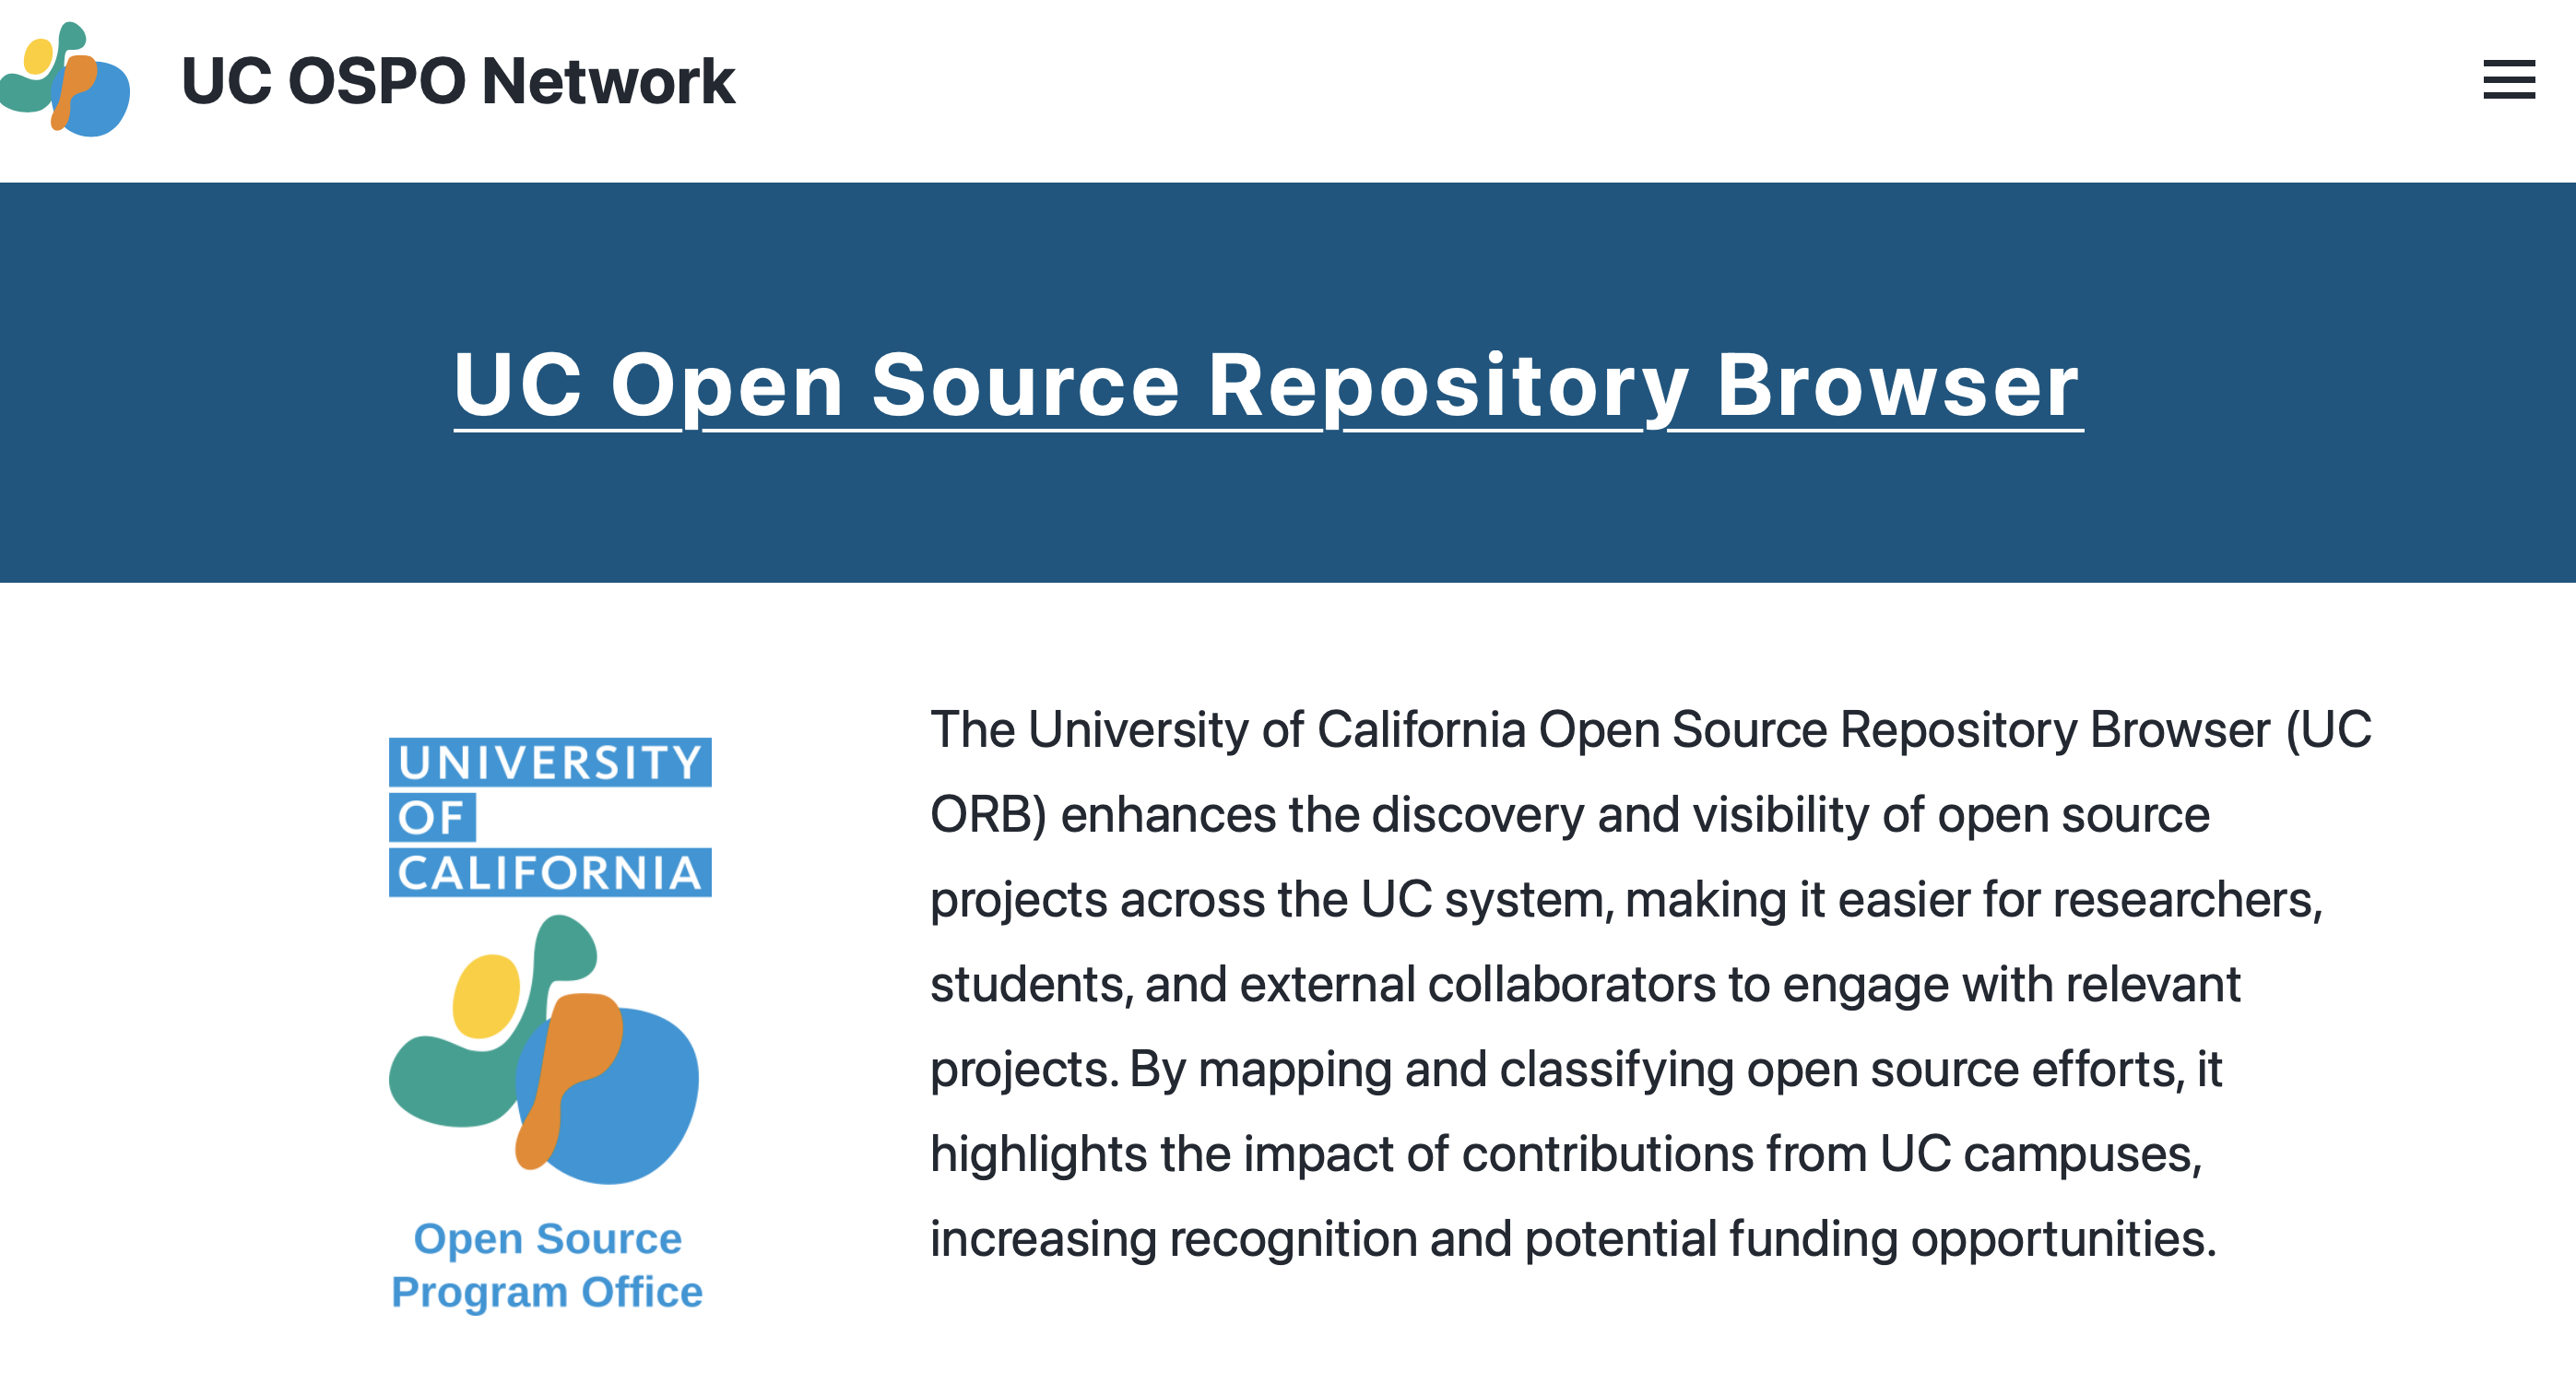 UC OSPO Network
UC Open Source Repository Browser
UNIVERSITY
OF
CALIFORNIA
Open Source
Program Office
The University of California Open Source Repository Browser (UC
ORB) enhances the discovery and visibility of open source
projects across the UC system, making it easier for researchers,
students, and external collaborators to engage with relevant
projects. By mapping and classifying open source efforts, it
highlights the impact of contributions from UC campuses,
increasing recognition and potential funding opportunities.